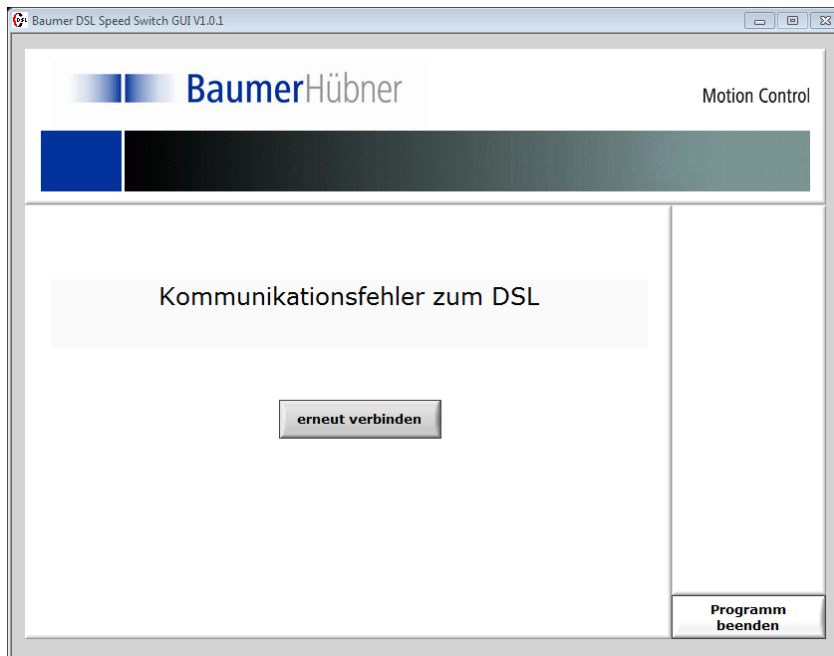 Baumer DSL Speed Switch GUI V1.0.1
BaumerHübner
Motion Control
Kommunikationsfehler zum DSL
erneut verbinden
Programm
beenden